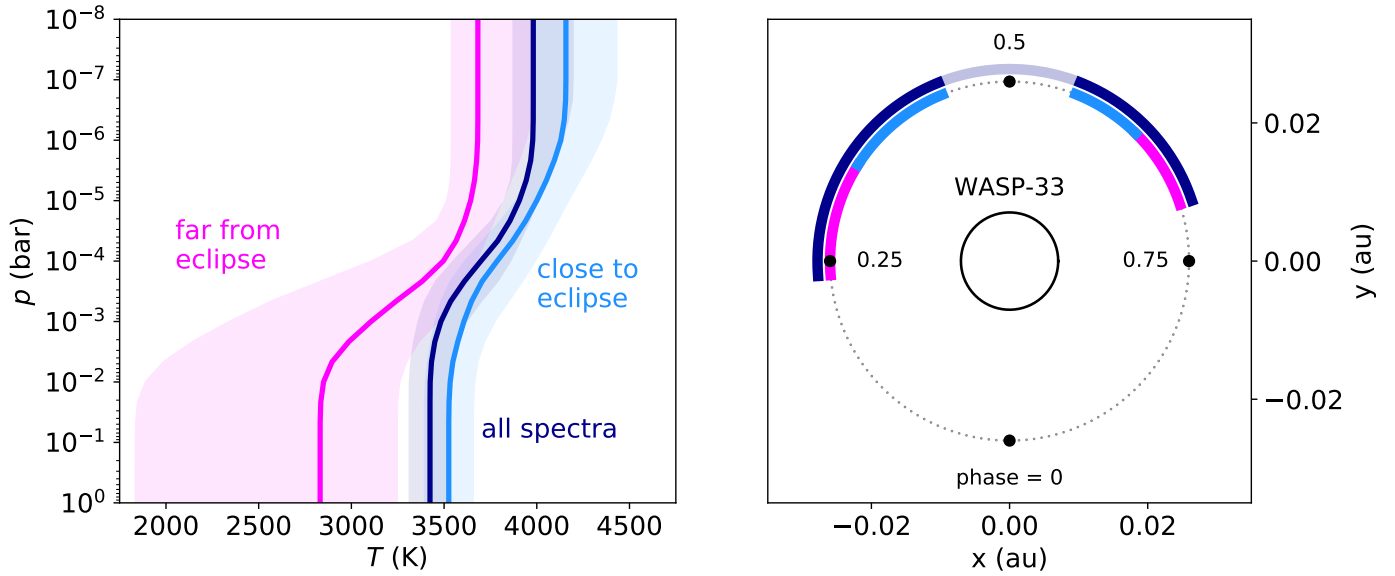 10⁻⁸
10⁻⁷
10⁻⁶
10⁻⁵
10⁻⁴
10⁻³
10⁻²
10⁻¹
10⁰
p (bar)
far from
eclipse
close to
eclipse
all spectra
2000 2500 3000 3500 4000 4500
T (K)
0.5
WASP-33
0.25
0.75
phase = 0
0.02
0.00
−0.02
y (au)
−0.02 0.00 0.02
x (au)